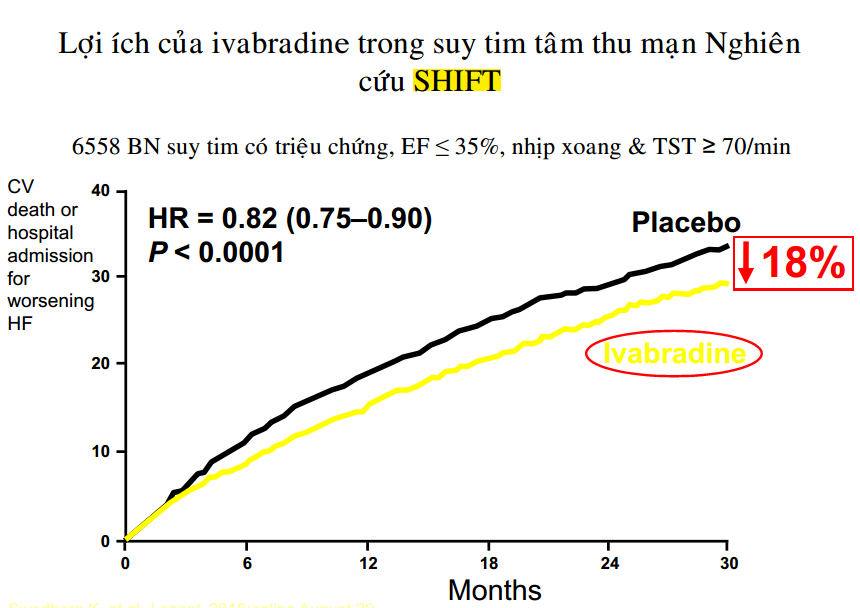 Lợi ích của ivabradine trong suy tim tâm thu mạn Nghiên
cứu SHIFT
6558 BN suy tim có triệu chứng, EF ≤ 35%, nhịp xoang & TST ≥ 70/min
CV
death or
hospital
admission
for
worsening
HF
40
30
20
10
0
HR = 0.82 (0.75–0.90)
P < 0.0001
Placebo
18%
Ivabradine
0 6 12 18 24 30
Months